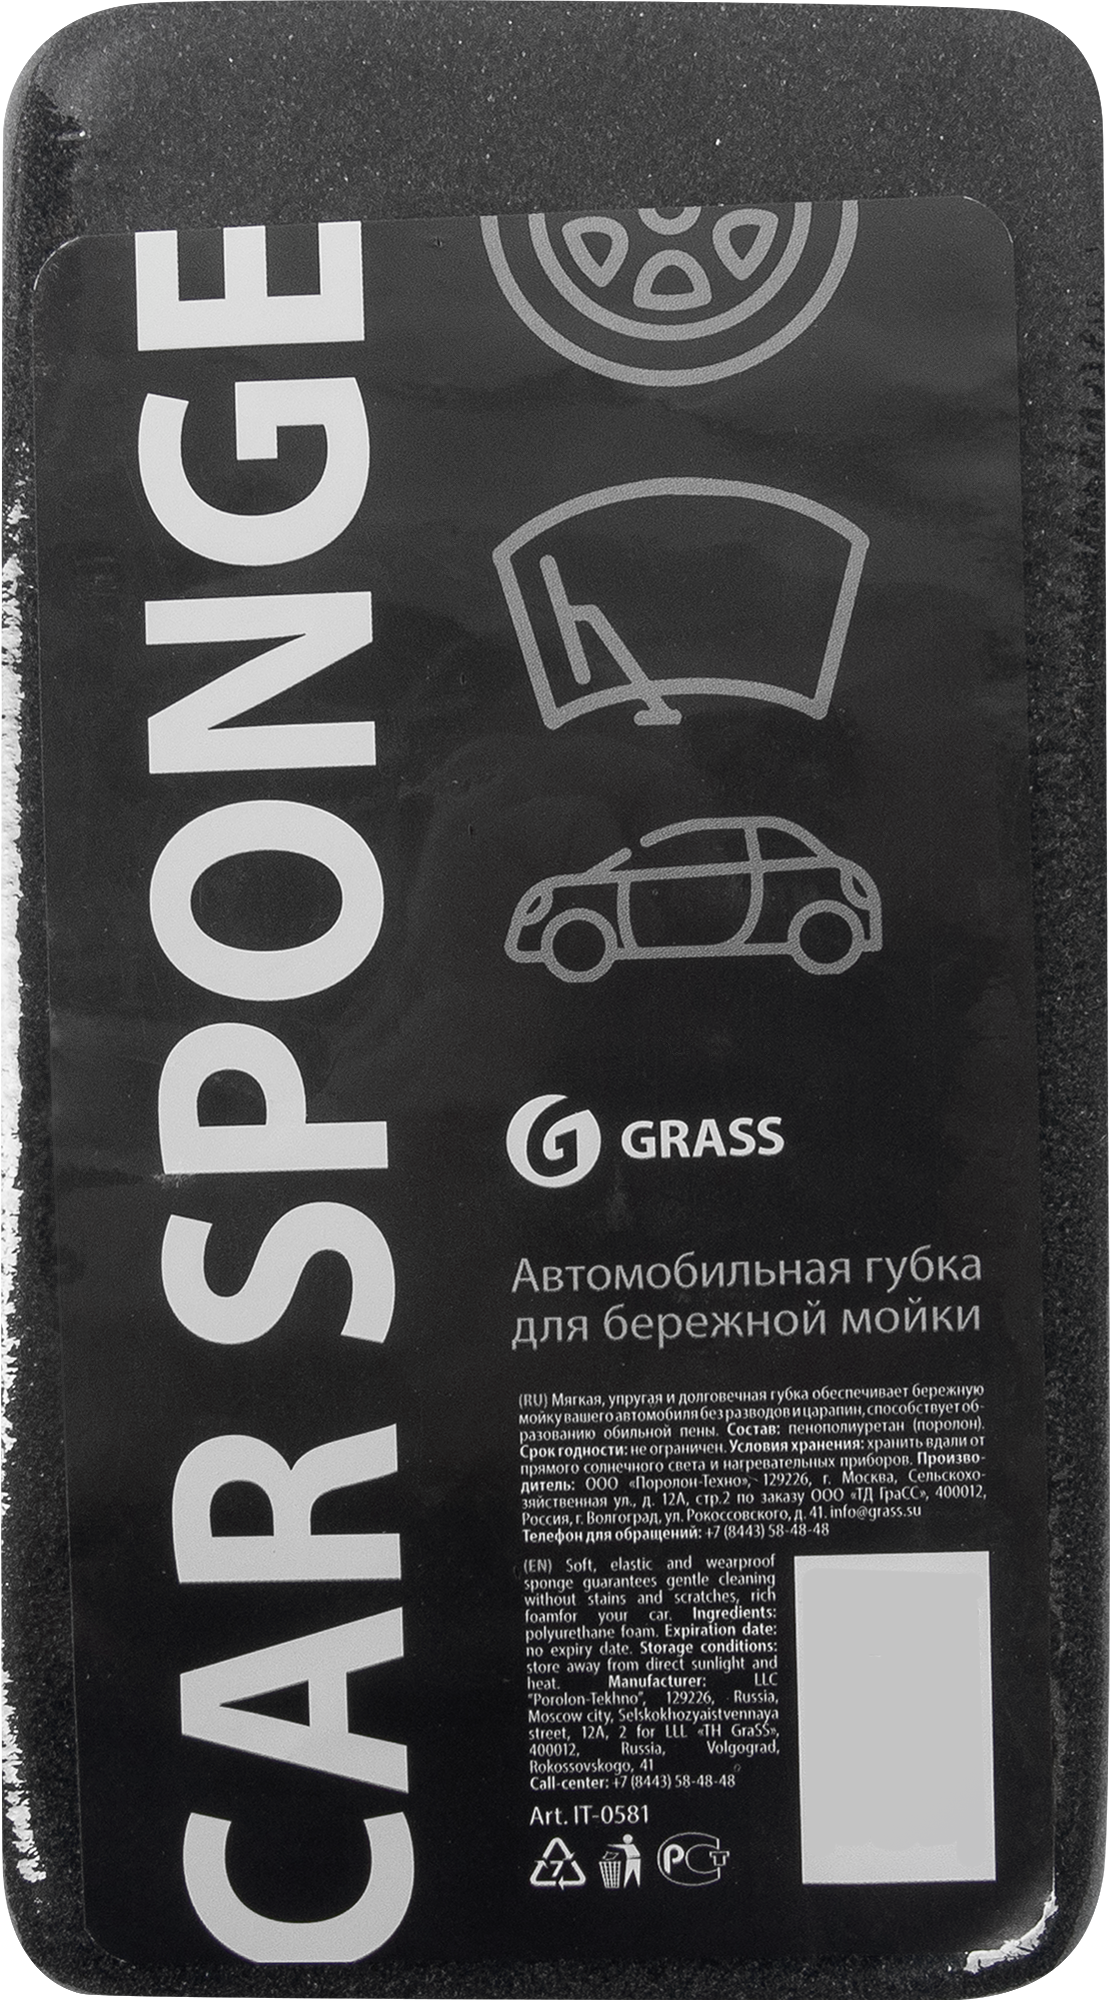 CAR SPONGE
GRASS
Автомобильная губка
для бережной мойки
(RU) Мягкая, упругая и долговечная губка обеспечивает бережную
мойку вашего автомобиля без разводов и царапин, способствует об-
разованию обильной пены. Состав: пенополиуретан (поролон).
Срок годности: не ограничен. Условия хранения: хранить вдали от
прямого солнечного света и нагревательных приборов. Произво-
дитель: ООО «Поролон-Техно», 129226, г. Москва, Сельскохо-
зяйственная ул., д. 12А, стр.2 по заказу ООО «ТД ГраСС», 400012,
Россия, г. Волгоград, ул. Рокоссовского, д. 41. info@grass.su
Телефон для обращений: +7 (8443) 58-48-48
(EN) Soft, elastic and wearproof
sponge guarantees gentle cleaning
without stains and scratches, rich
foamfor your car. Ingredients:
polyurethane foam. Expiration date:
no expiry date. Storage conditions:
store away from direct sunlight and
heat. Manufacturer: LLC
"Porolon-Tekhno", 129226, Russia,
Moscow city, Selskokhozyaistvennaya
street, 12A, 2 for LLL «TH GraSS»,
400012, Russia, Volgograd,
Rokossovskogo, 41
Call-center: +7 (8443) 58-48-48
Art. IT-0581
7
РСТ